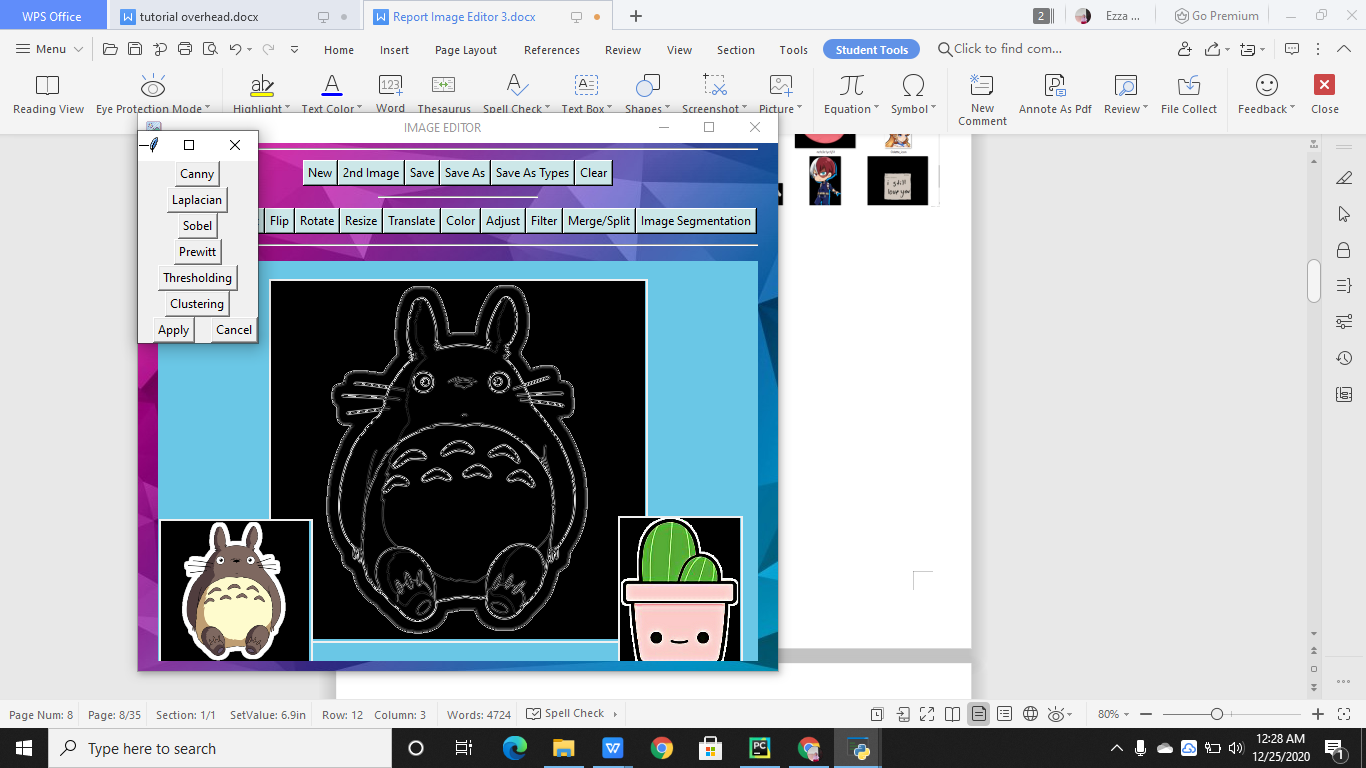 WPS Office tutorial overhead.docx Report Image Editor 3.docx 2 Ezza ... Go Premium
Menu Home Insert Page Layout References Review View Section Tools Student Tools Click to find com...
Reading View Eye Protection Mode Highlight Text Color Word Thesaurus Spell Check Text Box Shapes Screenshot Picture Equation Symbol New Comment Annote As Pdf Review File Collect Feedback Close
IMAGE EDITOR
New 2nd Image Save Save As Save As Types Clear
Flip Rotate Resize Translate Color Adjust Filter Merge/Split Image Segmentation
Canny
Laplacian
Sobel
Prewitt
Thresholding
Clustering
Apply Cancel
i still
love you
Page Num: 8 Page: 8/35 Section: 1/1 SetValue: 6.9in Row: 12 Column: 3 Words: 4724 Spell Check 80%
Type here to search
12:28 AM
12/25/2020
1